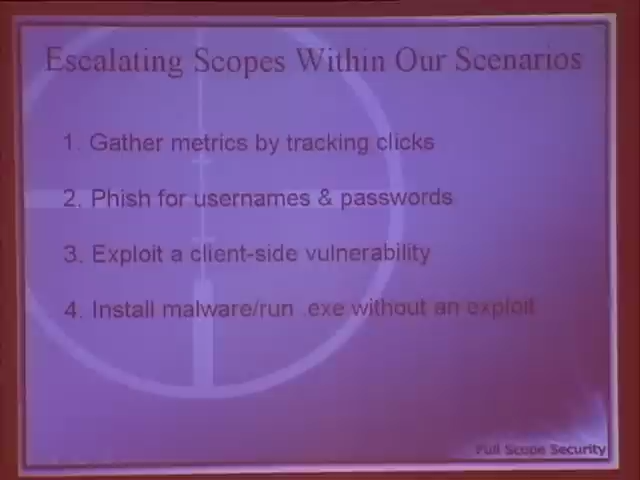 Escalating Scopes Within Our Scenarios
1. Gather metrics by tracking clicks
2. Phish for usernames & passwords
3. Exploit a client-side vulnerability
4. Install malware/run .exe without an exploit
Full Scope Security